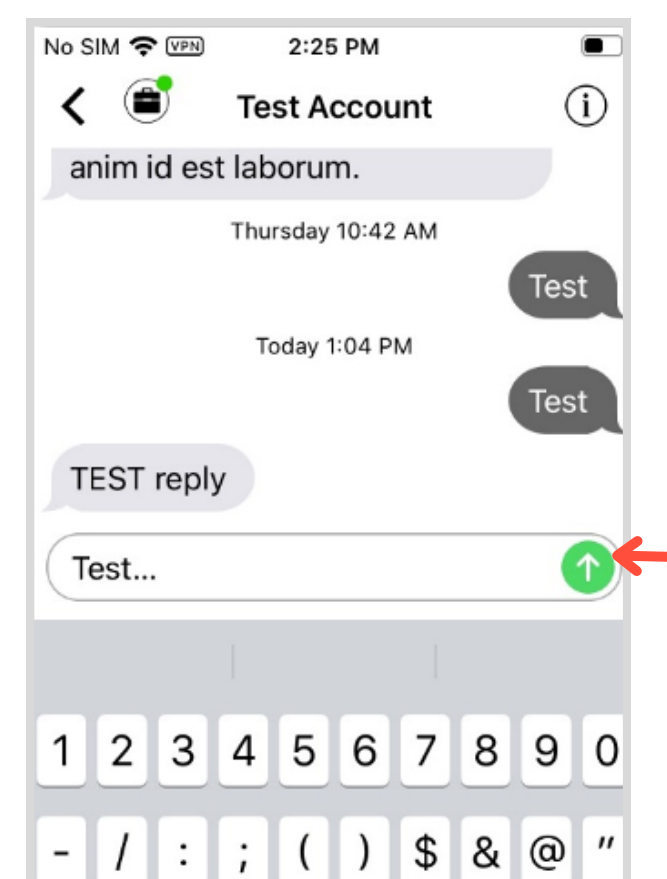 No SIM VPN 2:25 PM
Test Account i
anim id est laborum.
Thursday 10:42 AM
Test
Today 1:04 PM
Test
TEST reply
Test...
1 2 3 4 5 6 7 8 9 0
- / : ; ( ) $ & @ "